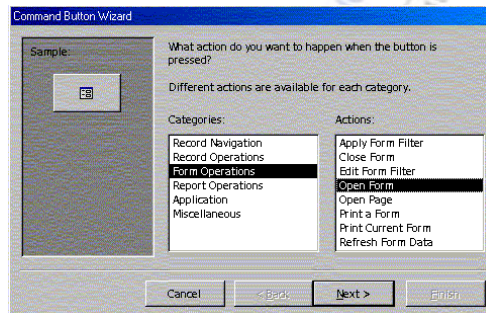 Command Button Wizard
Sample:
What action do you want to happen when the button is
pressed?
Different actions are available for each category.
Categories:
Record Navigation
Record Operations
Form Operations
Report Operations
Application
Miscellaneous
Actions:
Apply Form Filter
Close Form
Edit Form Filter
Open Form
Open Page
Print a Form
Print Current Form
Refresh Form Data
Cancel
< Back
Next >
Finish